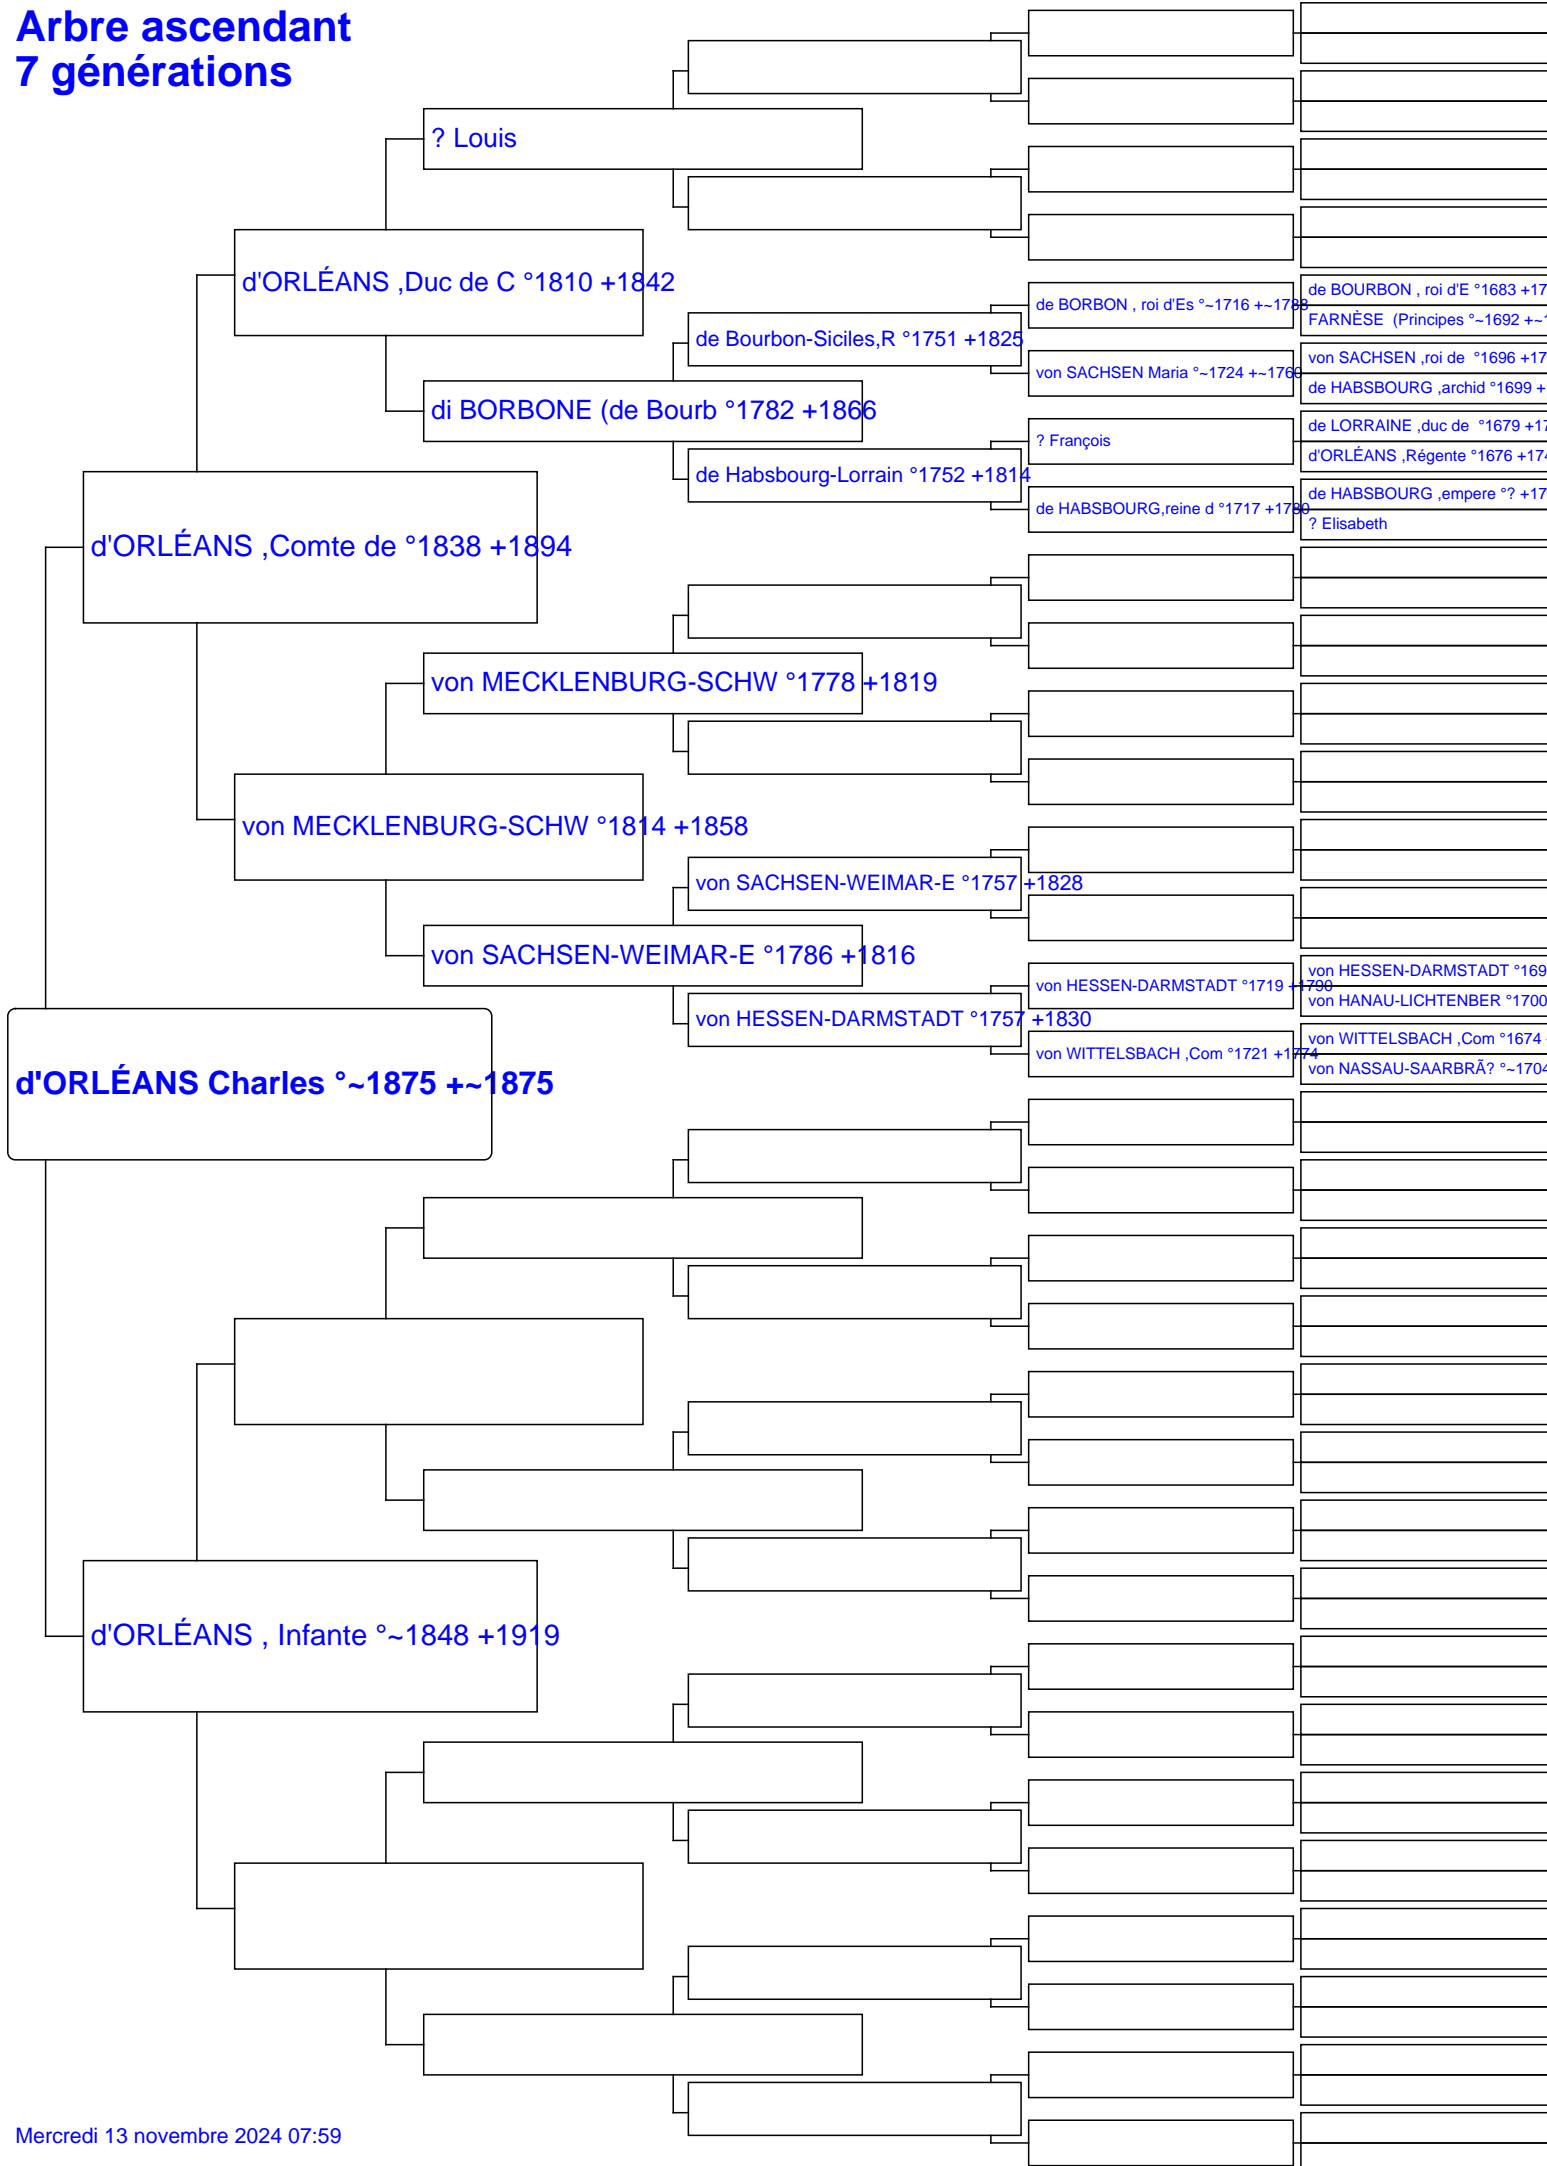 Arbre ascendant
7 générations
? Louis
d'ORLÉANS ,Duc de C °1810 +1842
de BOURBON , roi d'E °1683 +17
de BORBON , roi d'Es °~1716 +~1788
FARNÈSE (Principes °~1692 +~1
de Bourbon-Siciles,R °1751 +1825
von SACHSEN ,roi de °1696 +17
von SACHSEN Maria °~1724 +~1760
de HABSBOURG ,archid °1699 +
di BORBONE (de Bourb °1782 +1866
de LORRAINE ,duc de °1679 +17
? François
d'ORLÉANS ,Régente °1676 +174
de Habsbourg-Lorrain °1752 +1814
de HABSBOURG ,empere °? +17
de HABSBOURG,reine d °1717 +1780
? Elisabeth
d'ORLÉANS ,Comte de °1838 +1894
von MECKLENBURG-SCHW °1778 +1819
von MECKLENBURG-SCHW °1814 +1858
von SACHSEN-WEIMAR-E °1757 +1828
von SACHSEN-WEIMAR-E °1786 +1816
von HESSEN-DARMSTADT °169
von HESSEN-DARMSTADT °1719 +1790
von HANAU-LICHTENBER °1700
von HESSEN-DARMSTADT °1757 +1830
von WITTELSBACH ,Com °1674
von WITTELSBACH ,Com °1721 +1774
von NASSAU-SAARBRÃ? °~1704
d'ORLÉANS Charles °~1875 +~1875
d'ORLÉANS , Infante °~1848 +1919
Mercredi 13 novembre 2024 07:59